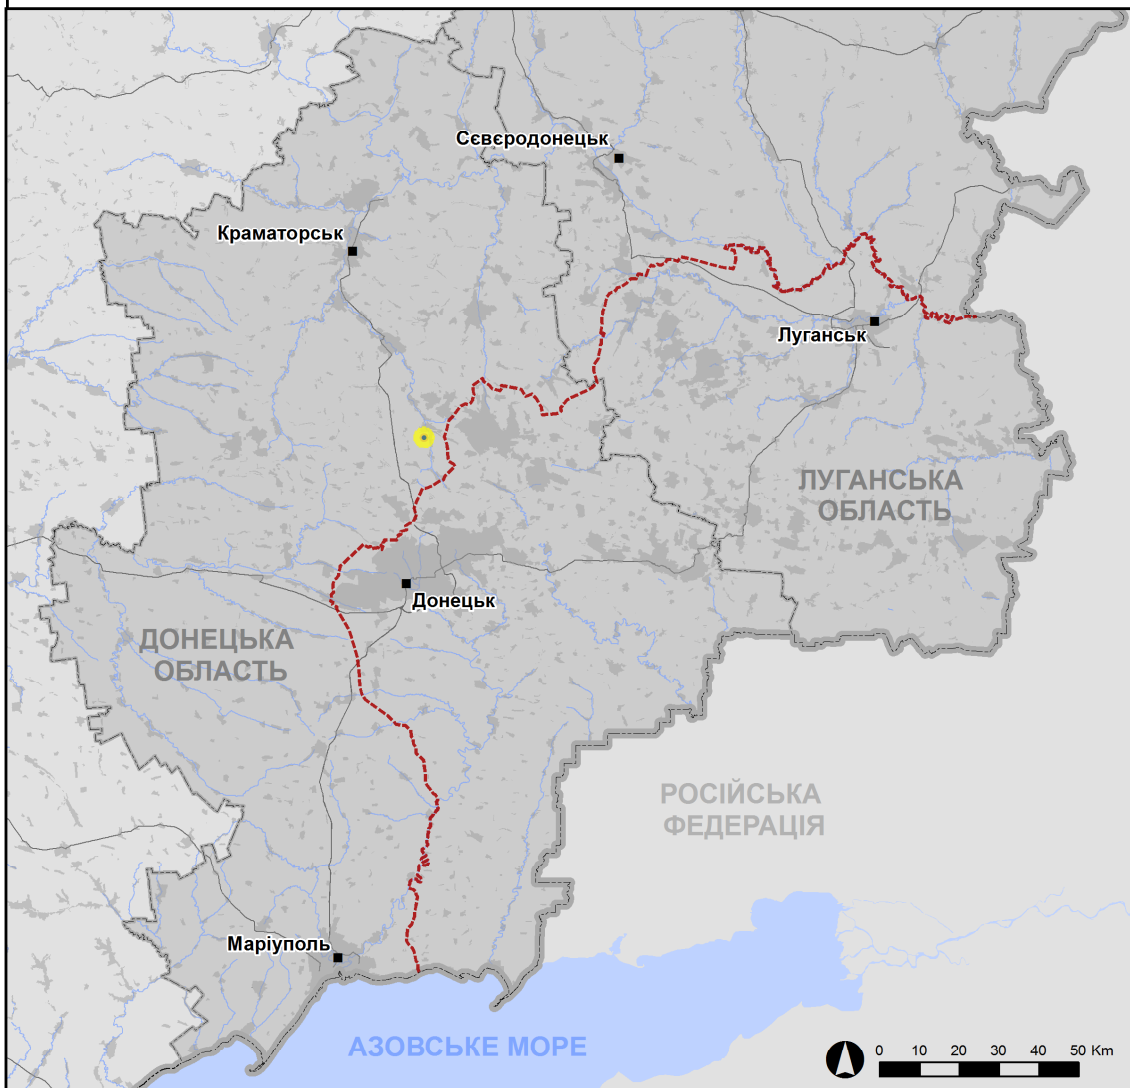 Сєвєродонецьк
Краматорськ
Луганськ
ЛУГАНСЬКА
ОБЛАСТЬ
Донецьк
ДОНЕЦЬКА
ОБЛАСТЬ
РОСІЙСЬКА
ФЕДЕРАЦІЯ
Маріуполь
АЗОВСЬКЕ МОРЕ
0 10 20 30 40 50 Km